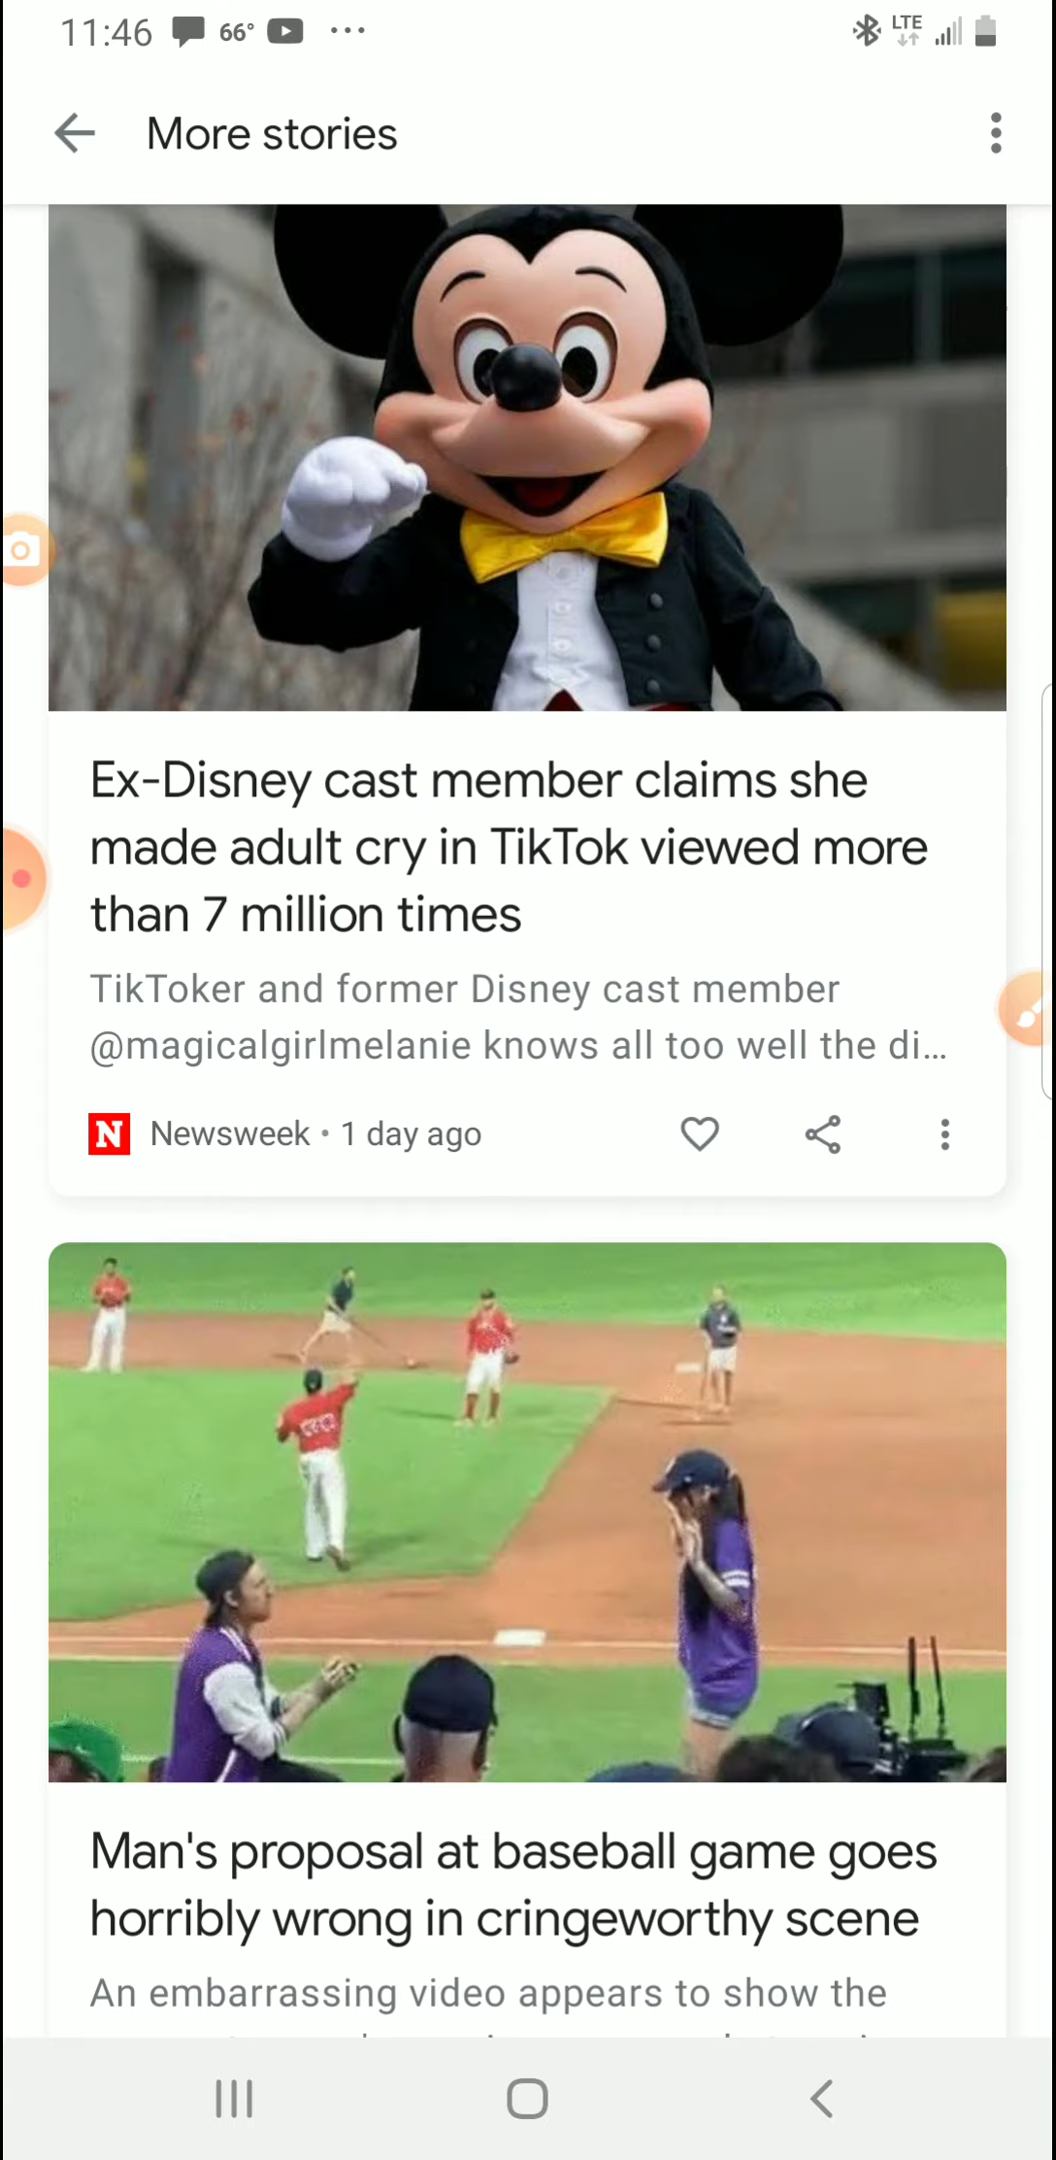 11:46 66° LTE
More stories
Ex-Disney cast member claims she
made adult cry in TikTok viewed more
than 7 million times
TikToker and former Disney cast member
@magicalgirlmelanie knows all too well the di...
N Newsweek • 1 day ago
Man's proposal at baseball game goes
horribly wrong in cringeworthy scene
An embarrassing video appears to show the